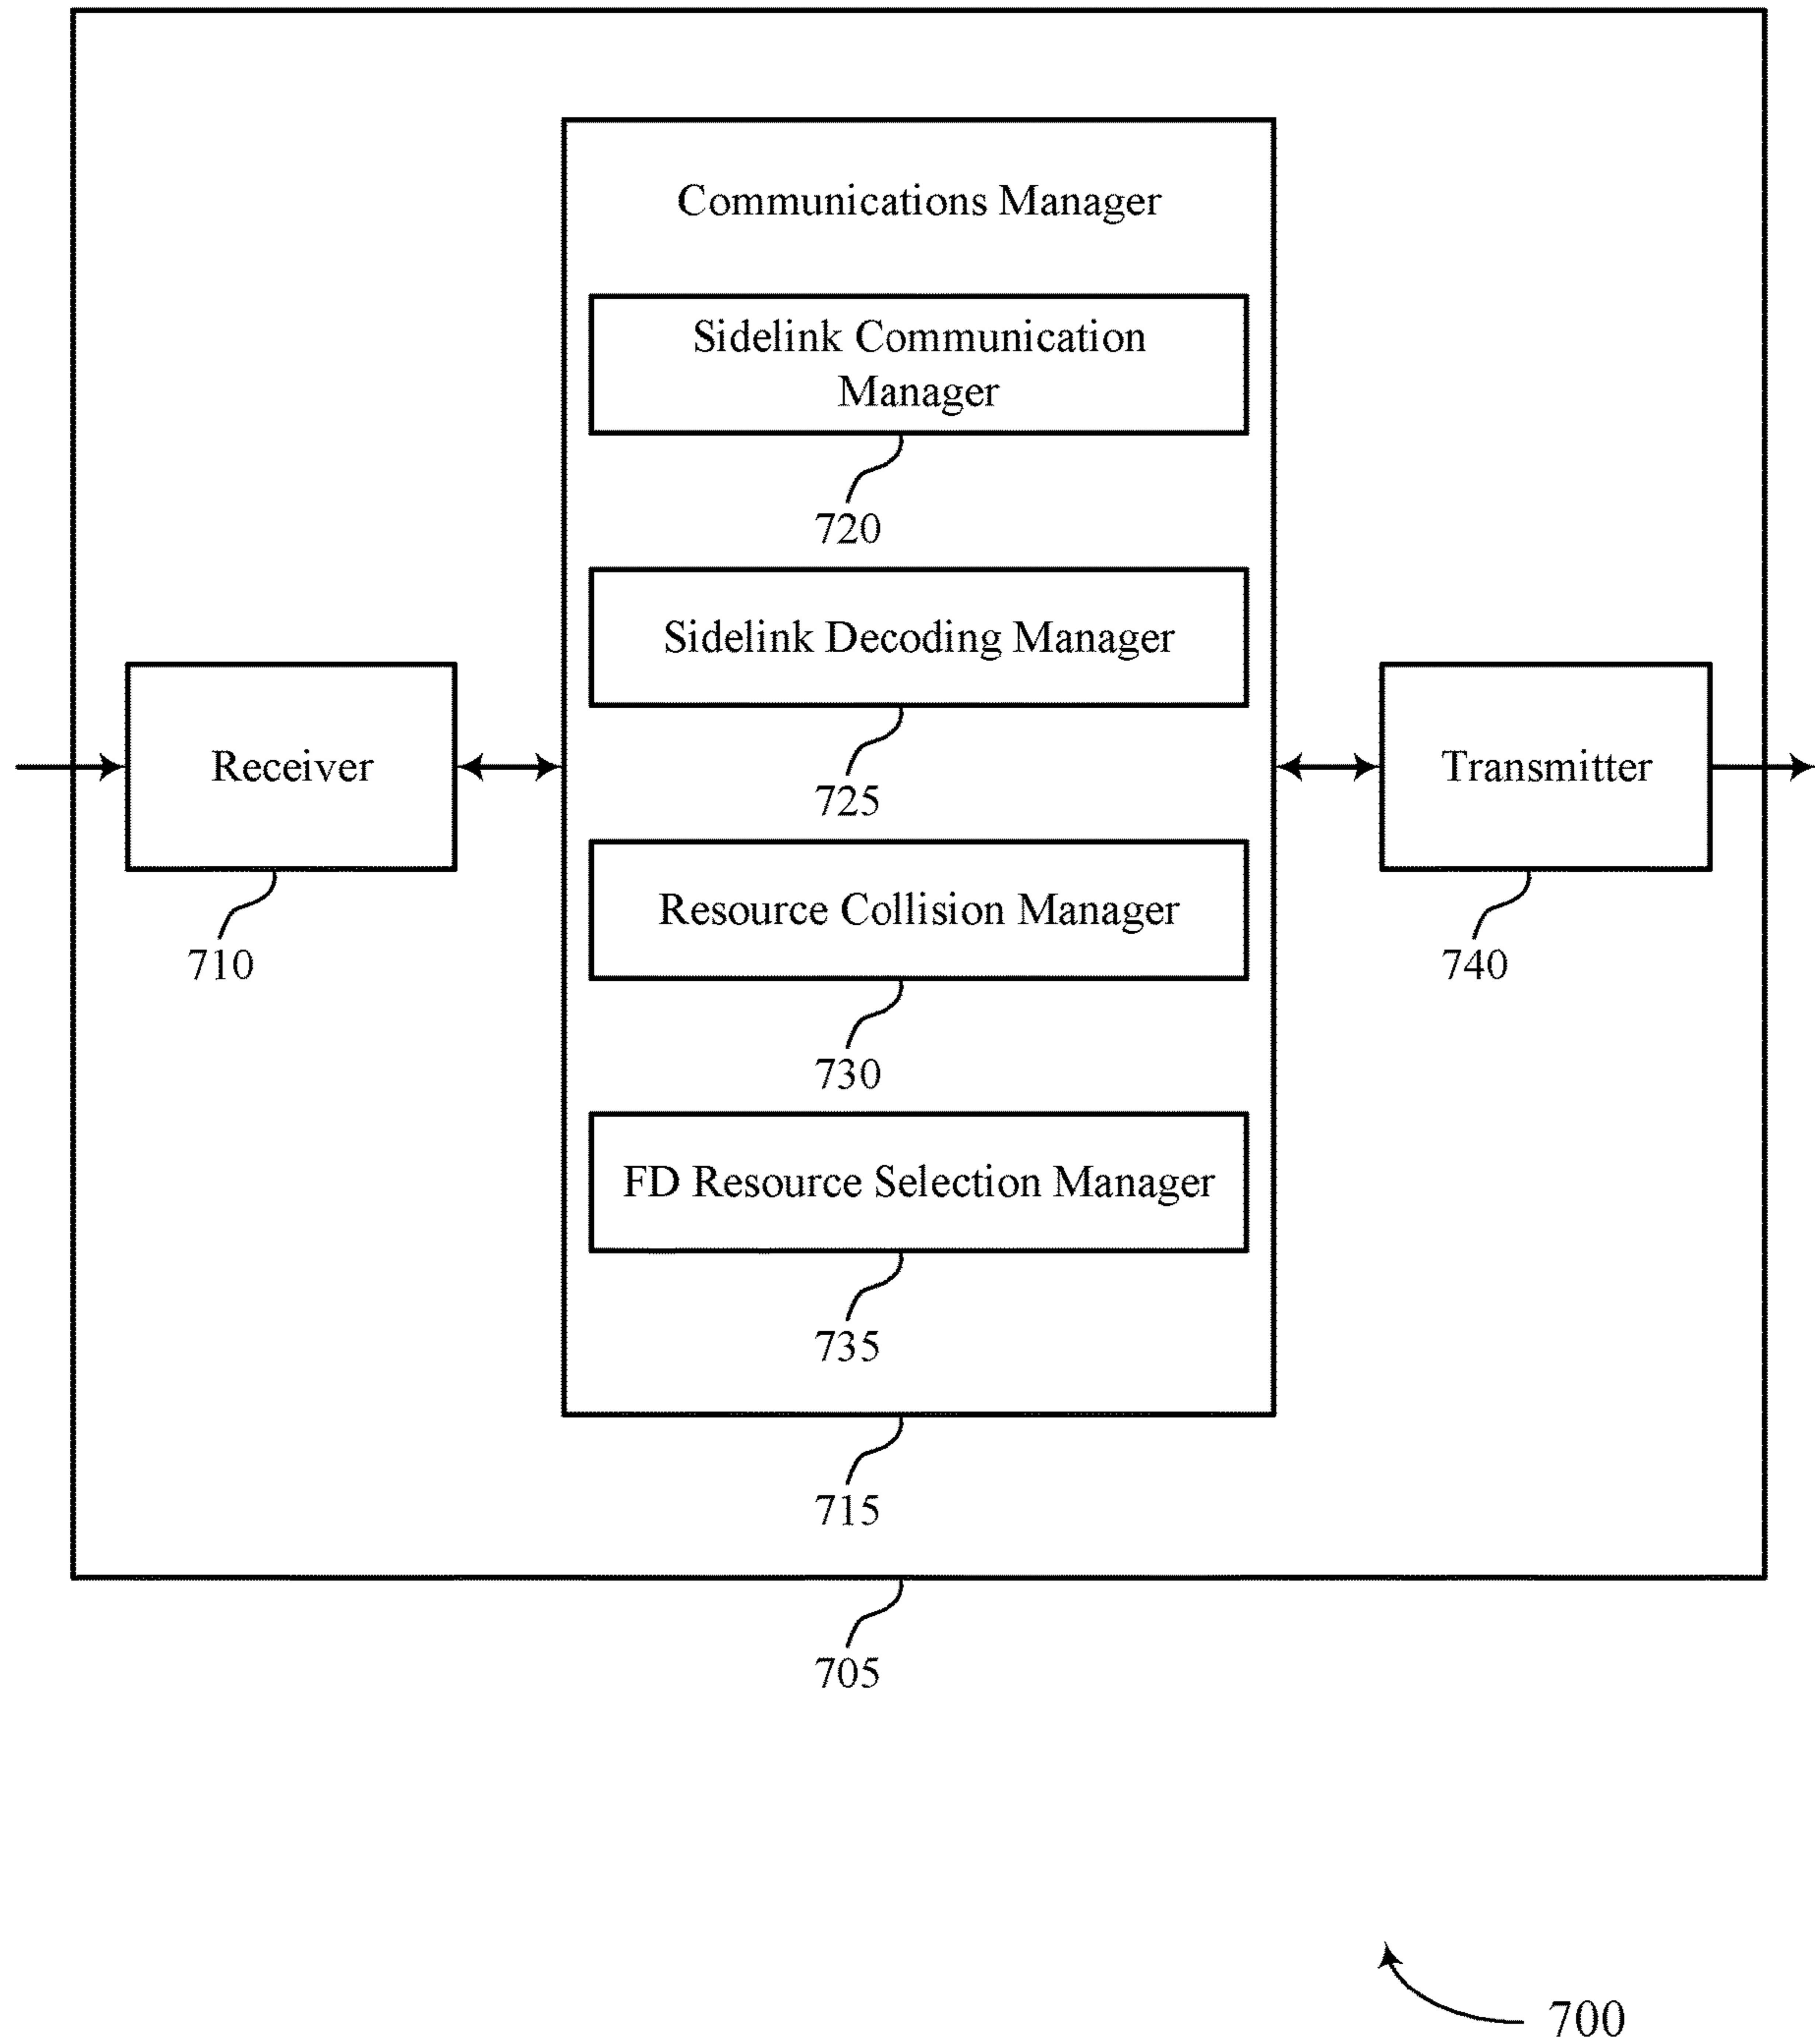 Communications Manager
Sidelink Communication
Manager
720
Sidelink Decoding Manager
725
Receiver
710
Transmitter
740
Resource Collision Manager
730
FD Resource Selection Manager
735
715
705
700